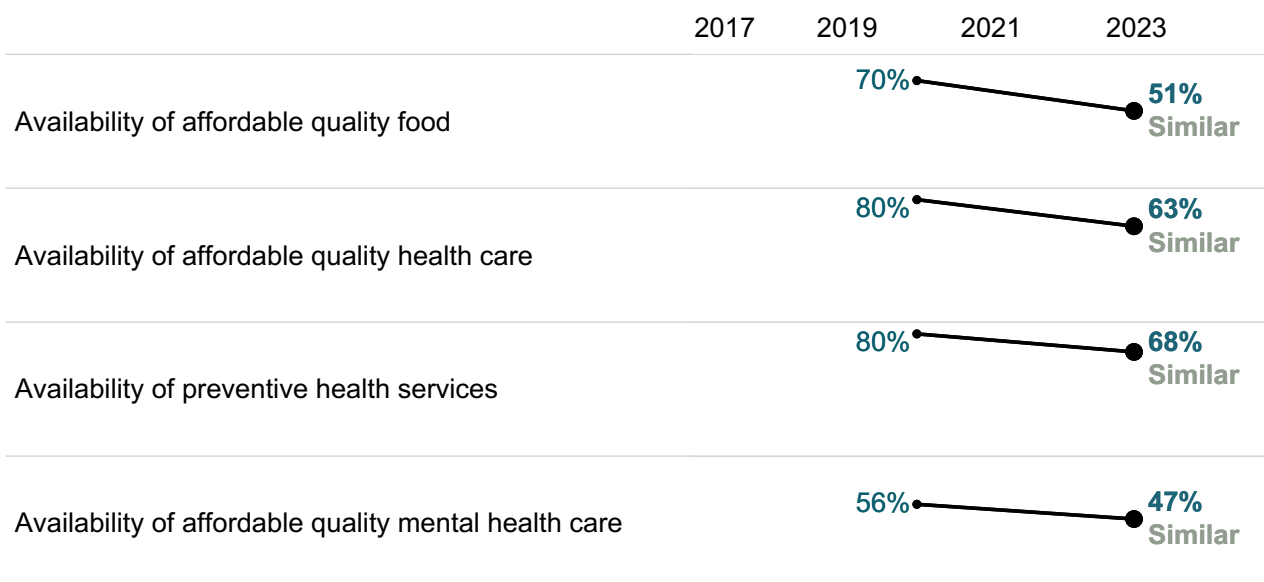 2017 2019 2021 2023
70%
51%
Availability of affordable quality food
Similar
80%
63%
Similar
Availability of affordable quality health care
80%
68%
Similar
Availability of preventive health services
56%
47%
Availability of affordable quality mental health care
Similar